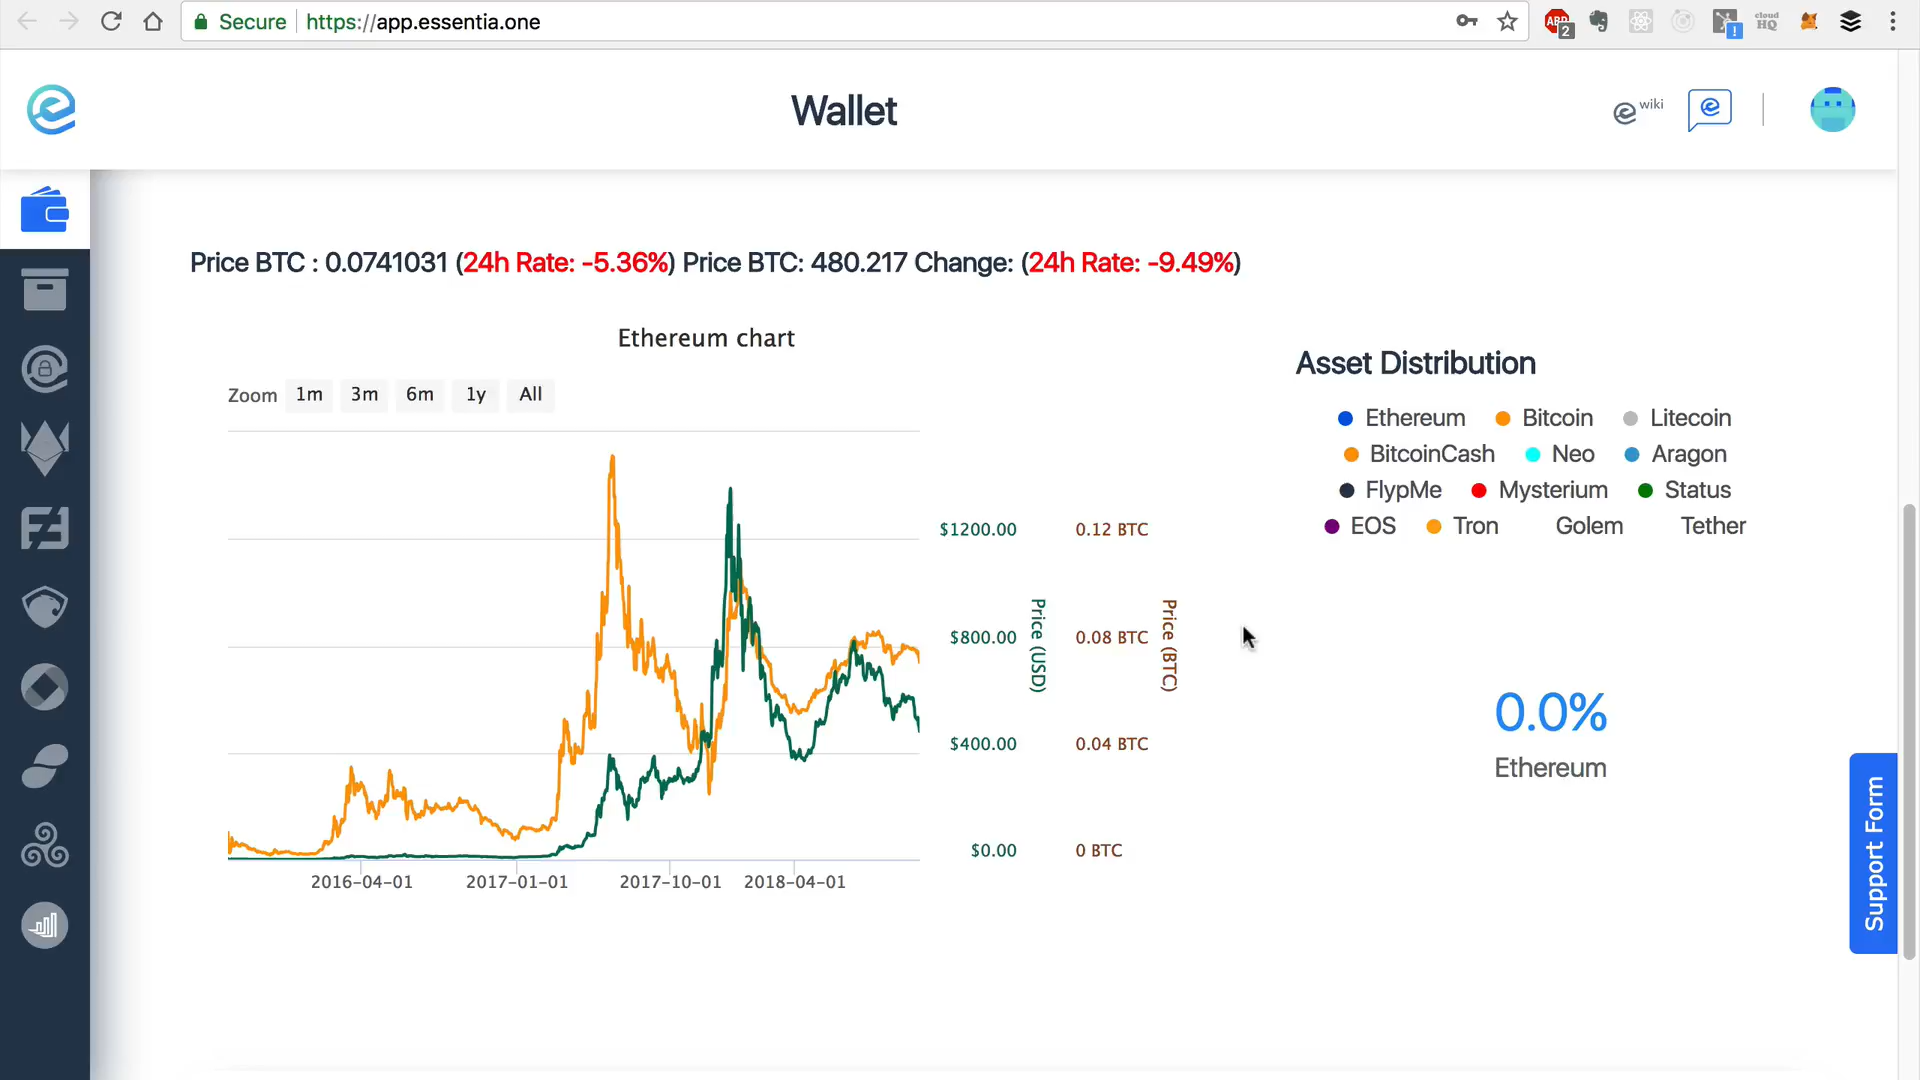 Secure https://app.essentia.one
ABP 2
!
cloud HQ
Wallet
wiki
Price BTC : 0.0741031 (24h Rate: -5.36%) Price BTC: 480.217 Change: (24h Rate: -9.49%)
Ethereum chart
Zoom 1m 3m 6m 1y All
$1200.00 0.12 BTC
$800.00 0.08 BTC
$400.00 0.04 BTC
$0.00 0 BTC
Price (USD)
Price (BTC)
2016-04-01 2017-01-01 2017-10-01 2018-04-01
Asset Distribution
Ethereum Bitcoin Litecoin
BitcoinCash Neo Aragon
FlypMe Mysterium Status
EOS Tron Golem Tether
0.0%
Ethereum
Support Form